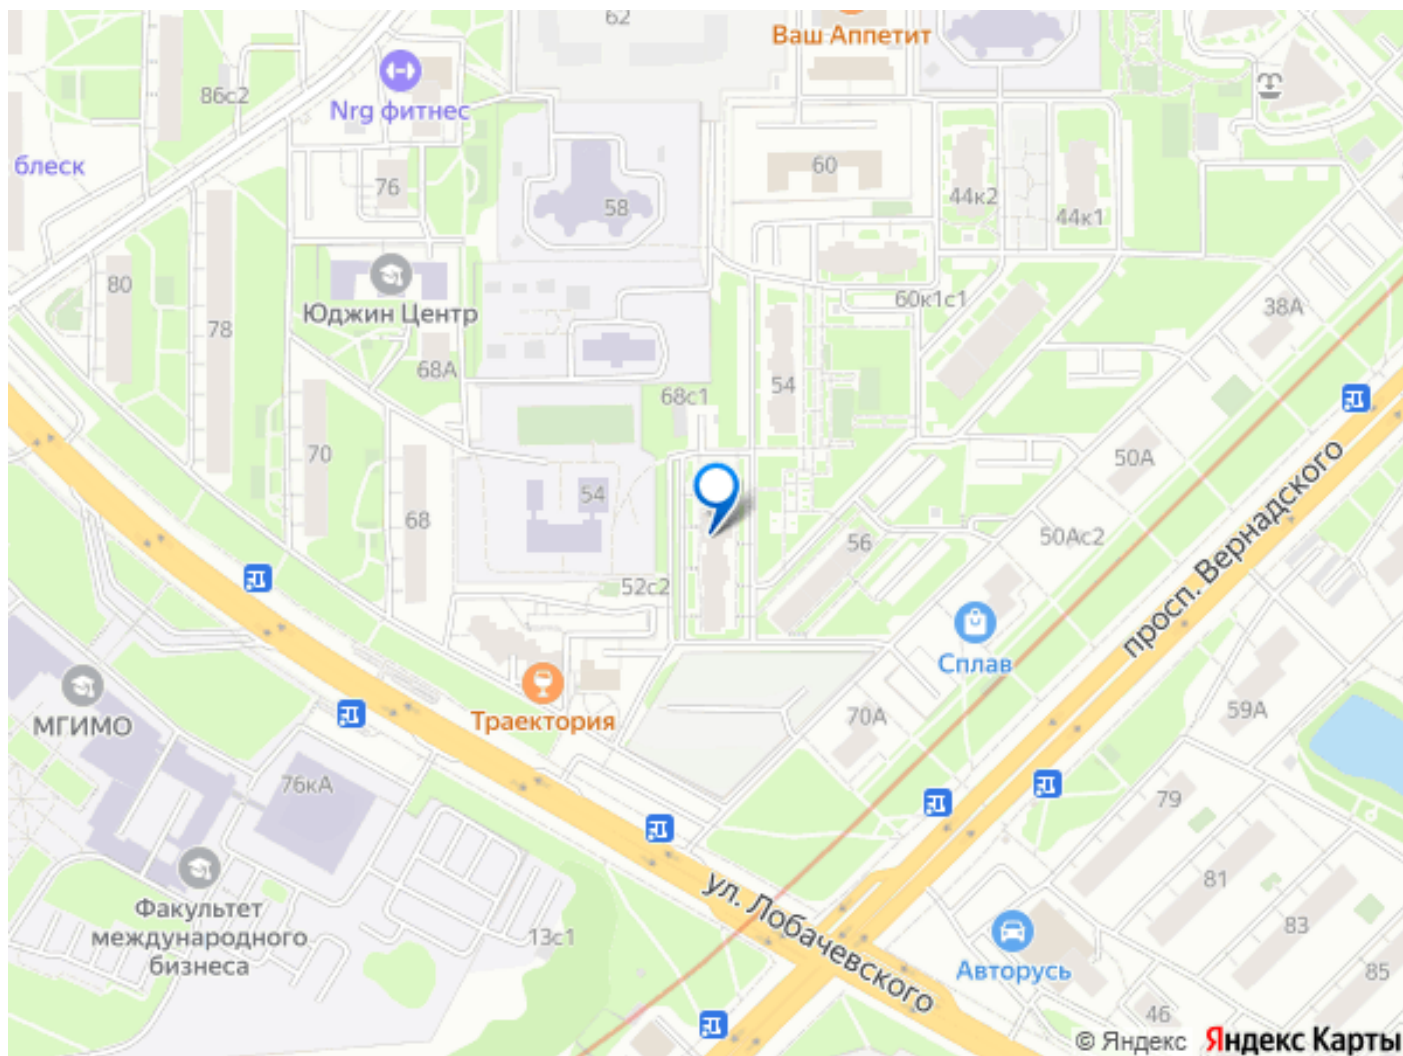 62
Ваш Аппетит
86с2
Nrg фитнес
блеск
76
58
60
44к2
44к1
80
78
Юджин Центр
60к1с1
38А
68А
68с1
54
70
50А
54
68
56
50Ас2
просп. Вернадского
52с2
Сплав
МГИМО
Траектория
70А
59А
76кА
79
ул. Лобачевского
81
Факультет
международного
бизнеса
13с1
83
Авторусь
85
46
© Яндекс Яндекс Карты